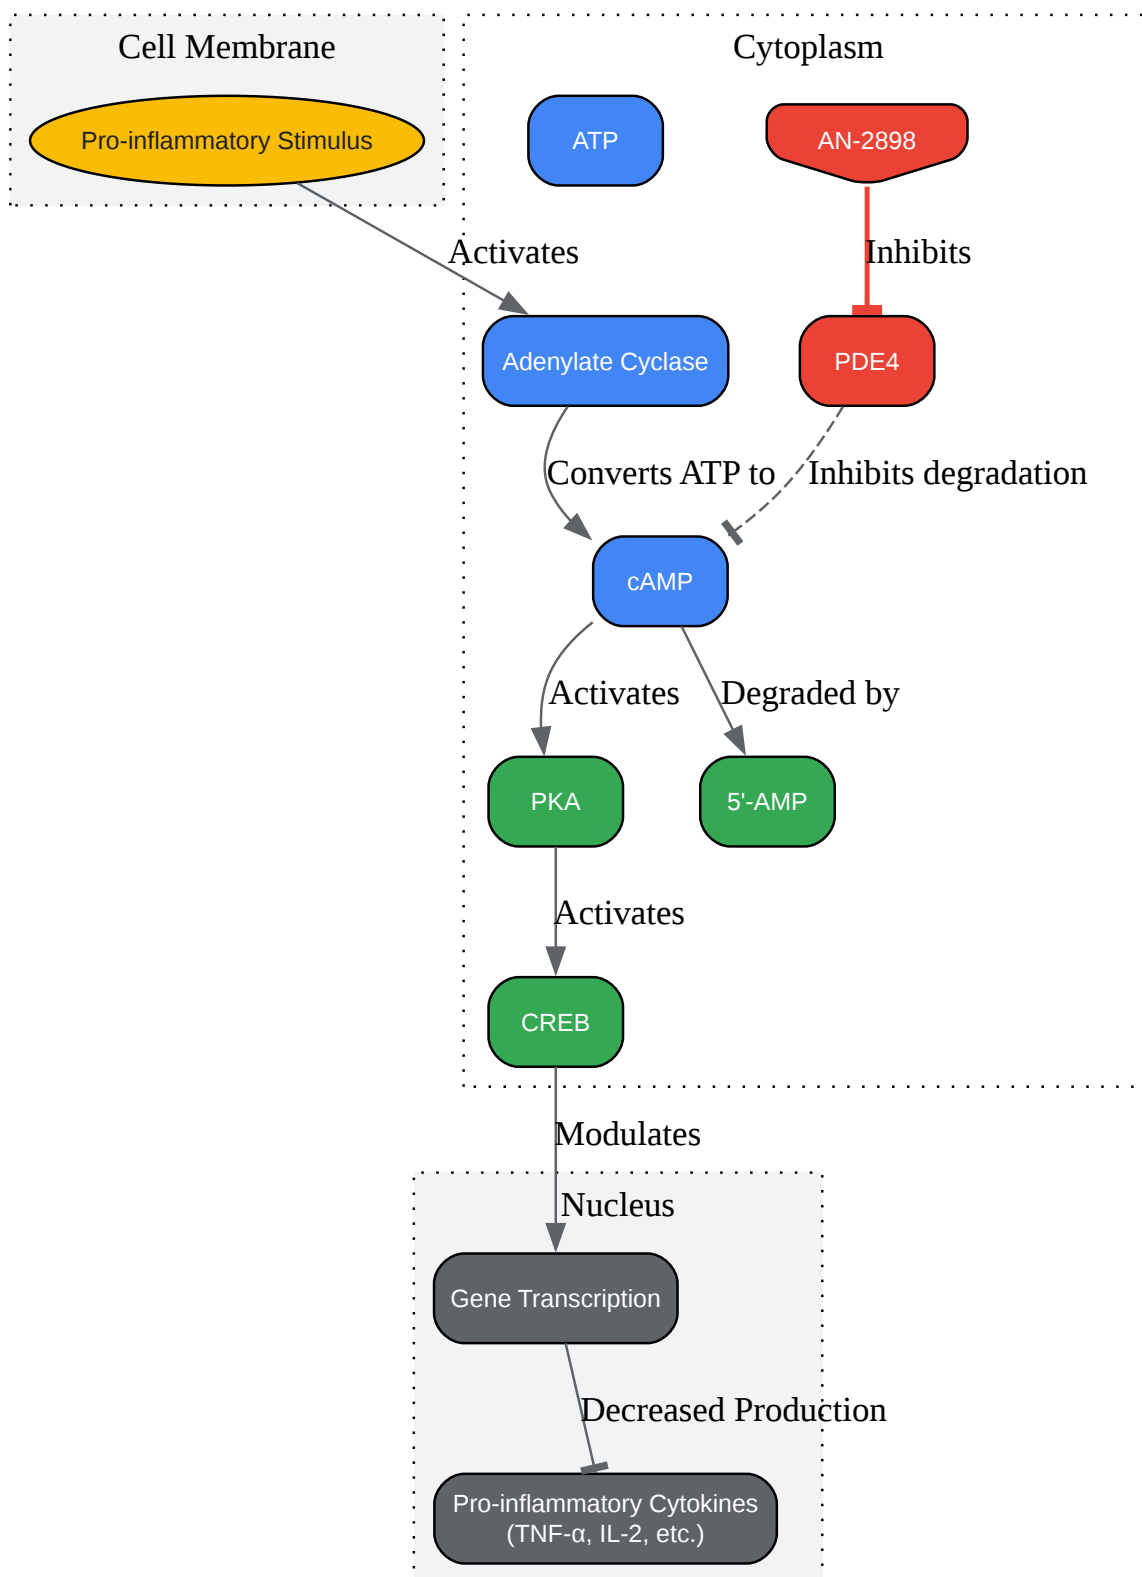 Cell Membrane
Cytoplasm
Pro-inflammatory Stimulus
ATP
AN-2898
Activates
Inhibits
Adenylate Cyclase
PDE4
Converts ATP to
Inhibits degradation
cAMP
Activates
Degraded by
PKA
5'-AMP
Activates
CREB
Modulates
Nucleus
Gene Transcription
Decreased Production
Pro-inflammatory Cytokines
(TNF-α, IL-2, etc.)